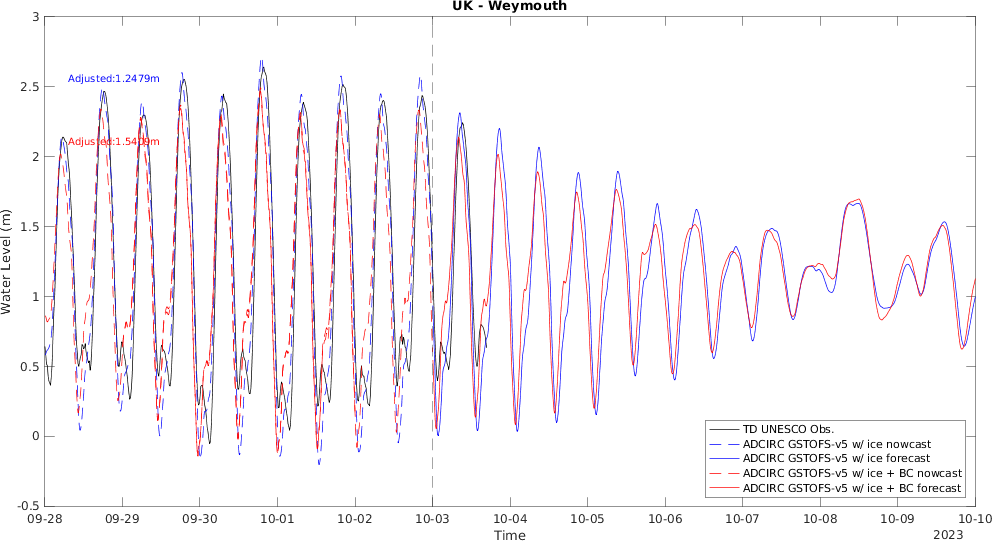 UK - Weymouth
3
2.5
2
1.5
1
0.5
0
-0.5
Water Level (m)
Adjusted:1.2479m
Adjusted:1.5409m
TD UNESCO Obs.
ADCIRC GSTOFS-v5 w/ ice nowcast
ADCIRC GSTOFS-v5 w/ ice forecast
ADCIRC GSTOFS-v5 w/ ice + BC nowcast
ADCIRC GSTOFS-v5 w/ ice + BC forecast
09-28 09-29 09-30 10-01 10-02 10-03 10-04 10-05 10-06 10-07 10-08 10-09 10-10
Time
2023